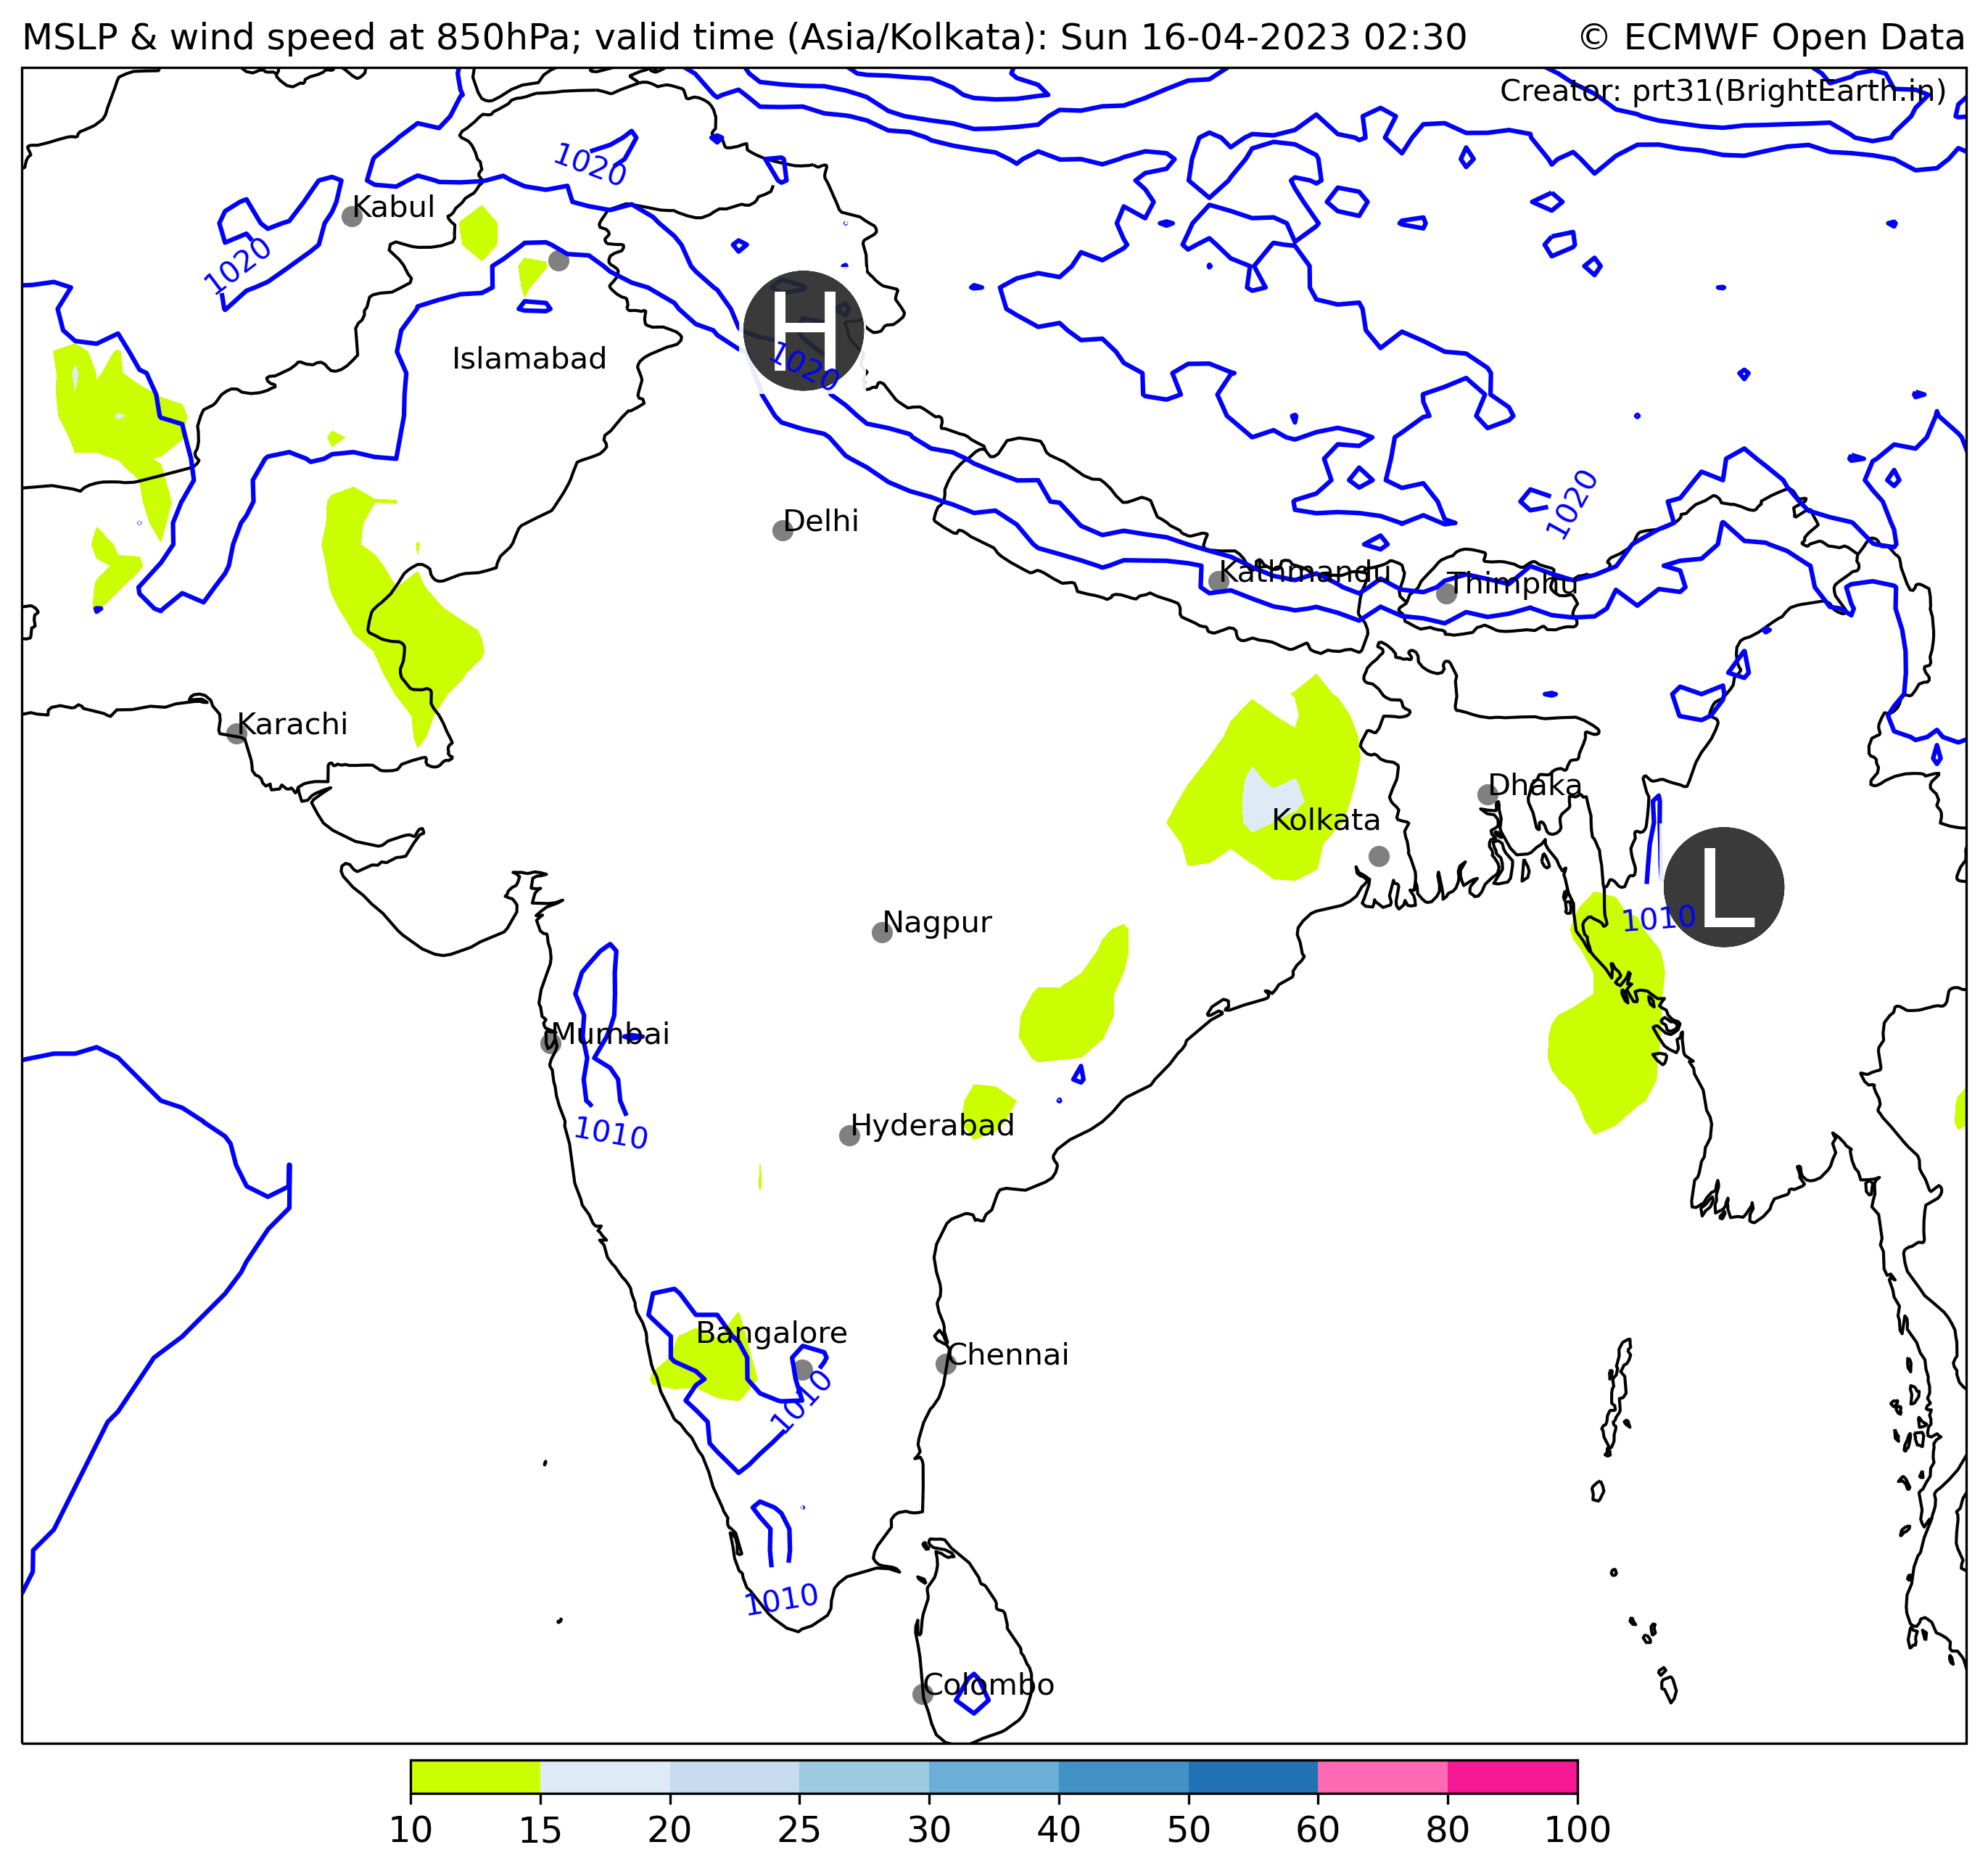 MSLP & wind speed at 850hPa; valid time (Asia/Kolkata): Sun 16-04-2023 02:30
© ECMWF Open Data
Creator: prt31(BrightEarth.in)
1020
Kabul
1020
H
1020
Islamabad
1020
Delhi
Kathmandu
Thimphu
Karachi
Dhaka
Kolkata
L
1010
Nagpur
Mumbai
1010
Hyderabad
Bangalore
Chennai
1010
1010
Colombo
10 15 20 25 30 40 50 60 80 100